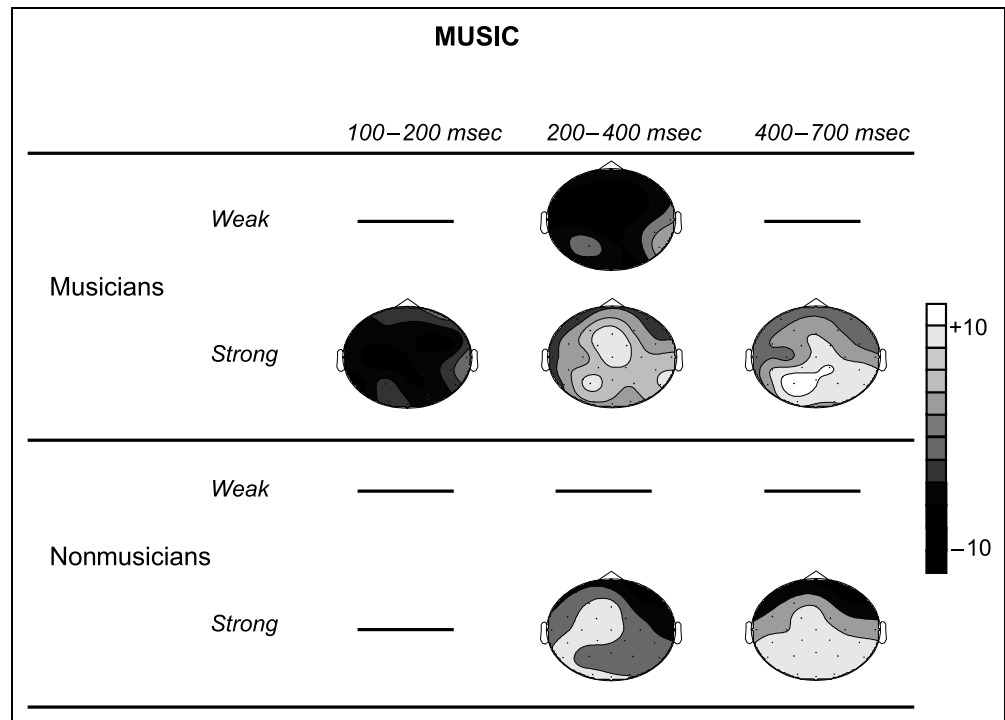 MUSIC
100–200 msec 200–400 msec 400–700 msec
Weak
Musicians
Strong
+10
Weak
–10
Nonmusicians
Strong